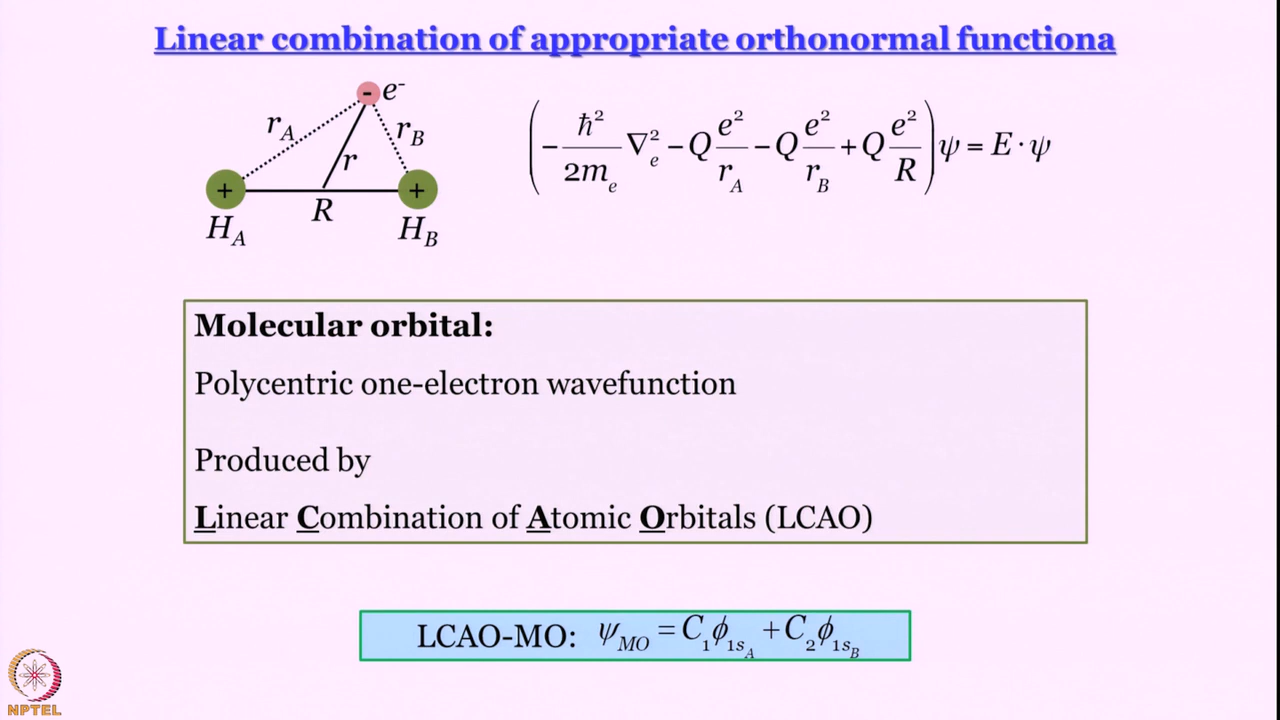 Linear combination of appropriate orthonormal functiona
- e⁻
r_A r_B
r
+ +
R
H_A H_B
(-ħ²/2m_e ∇²_e - Q e²/r_A - Q e²/r_B + Q e²/R)ψ = E · ψ
Molecular orbital:
Polycentric one-electron wavefunction
Produced by
Linear Combination of Atomic Orbitals (LCAO)
LCAO-MO: ψ_MO = C₁ϕ_1s_A + C₂ϕ_1s_B
NPTEL